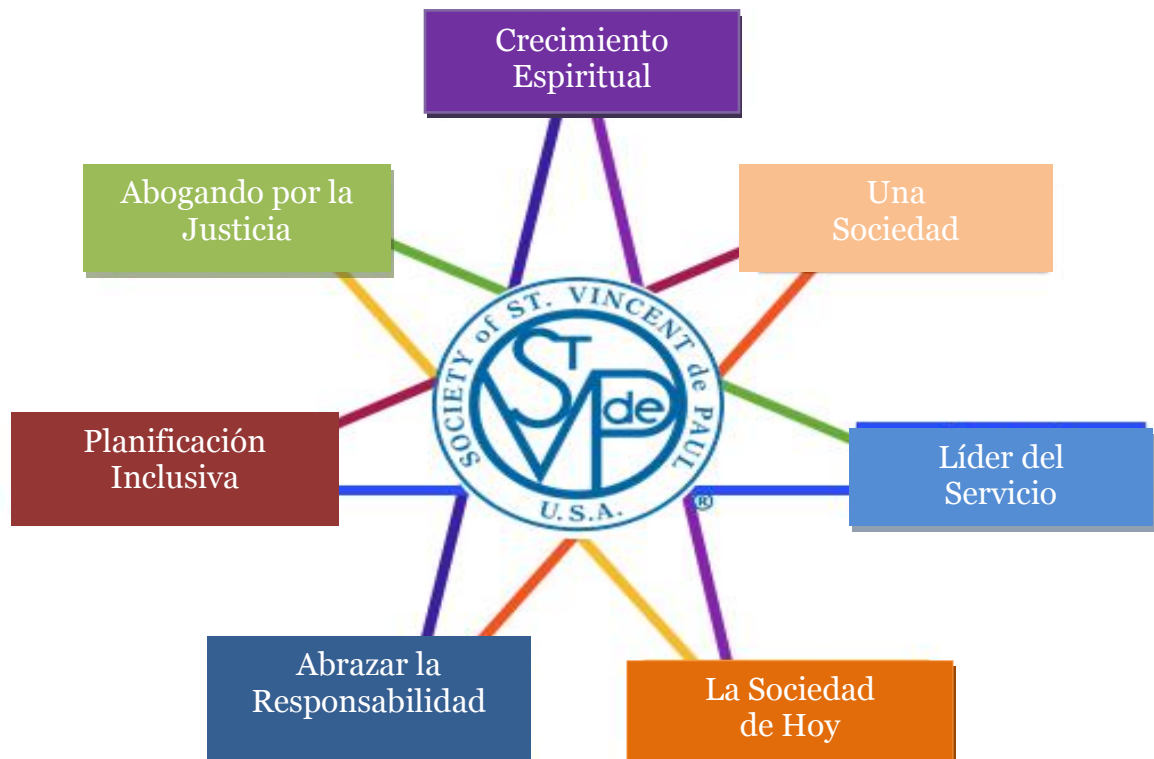 Crecimiento
Espiritual
Abogando por la
Justicia
Una
Sociedad
SOCIETY of ST. VINCENT de PAUL
ST
V P de
U.S.A.
®
Planificación
Inclusiva
Líder del
Servicio
Abrazar la
Responsabilidad
La Sociedad
de Hoy